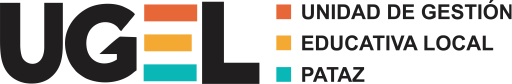 UGEL
UNIDAD DE GESTIÓN
EDUCATIVA LOCAL
PATAZ